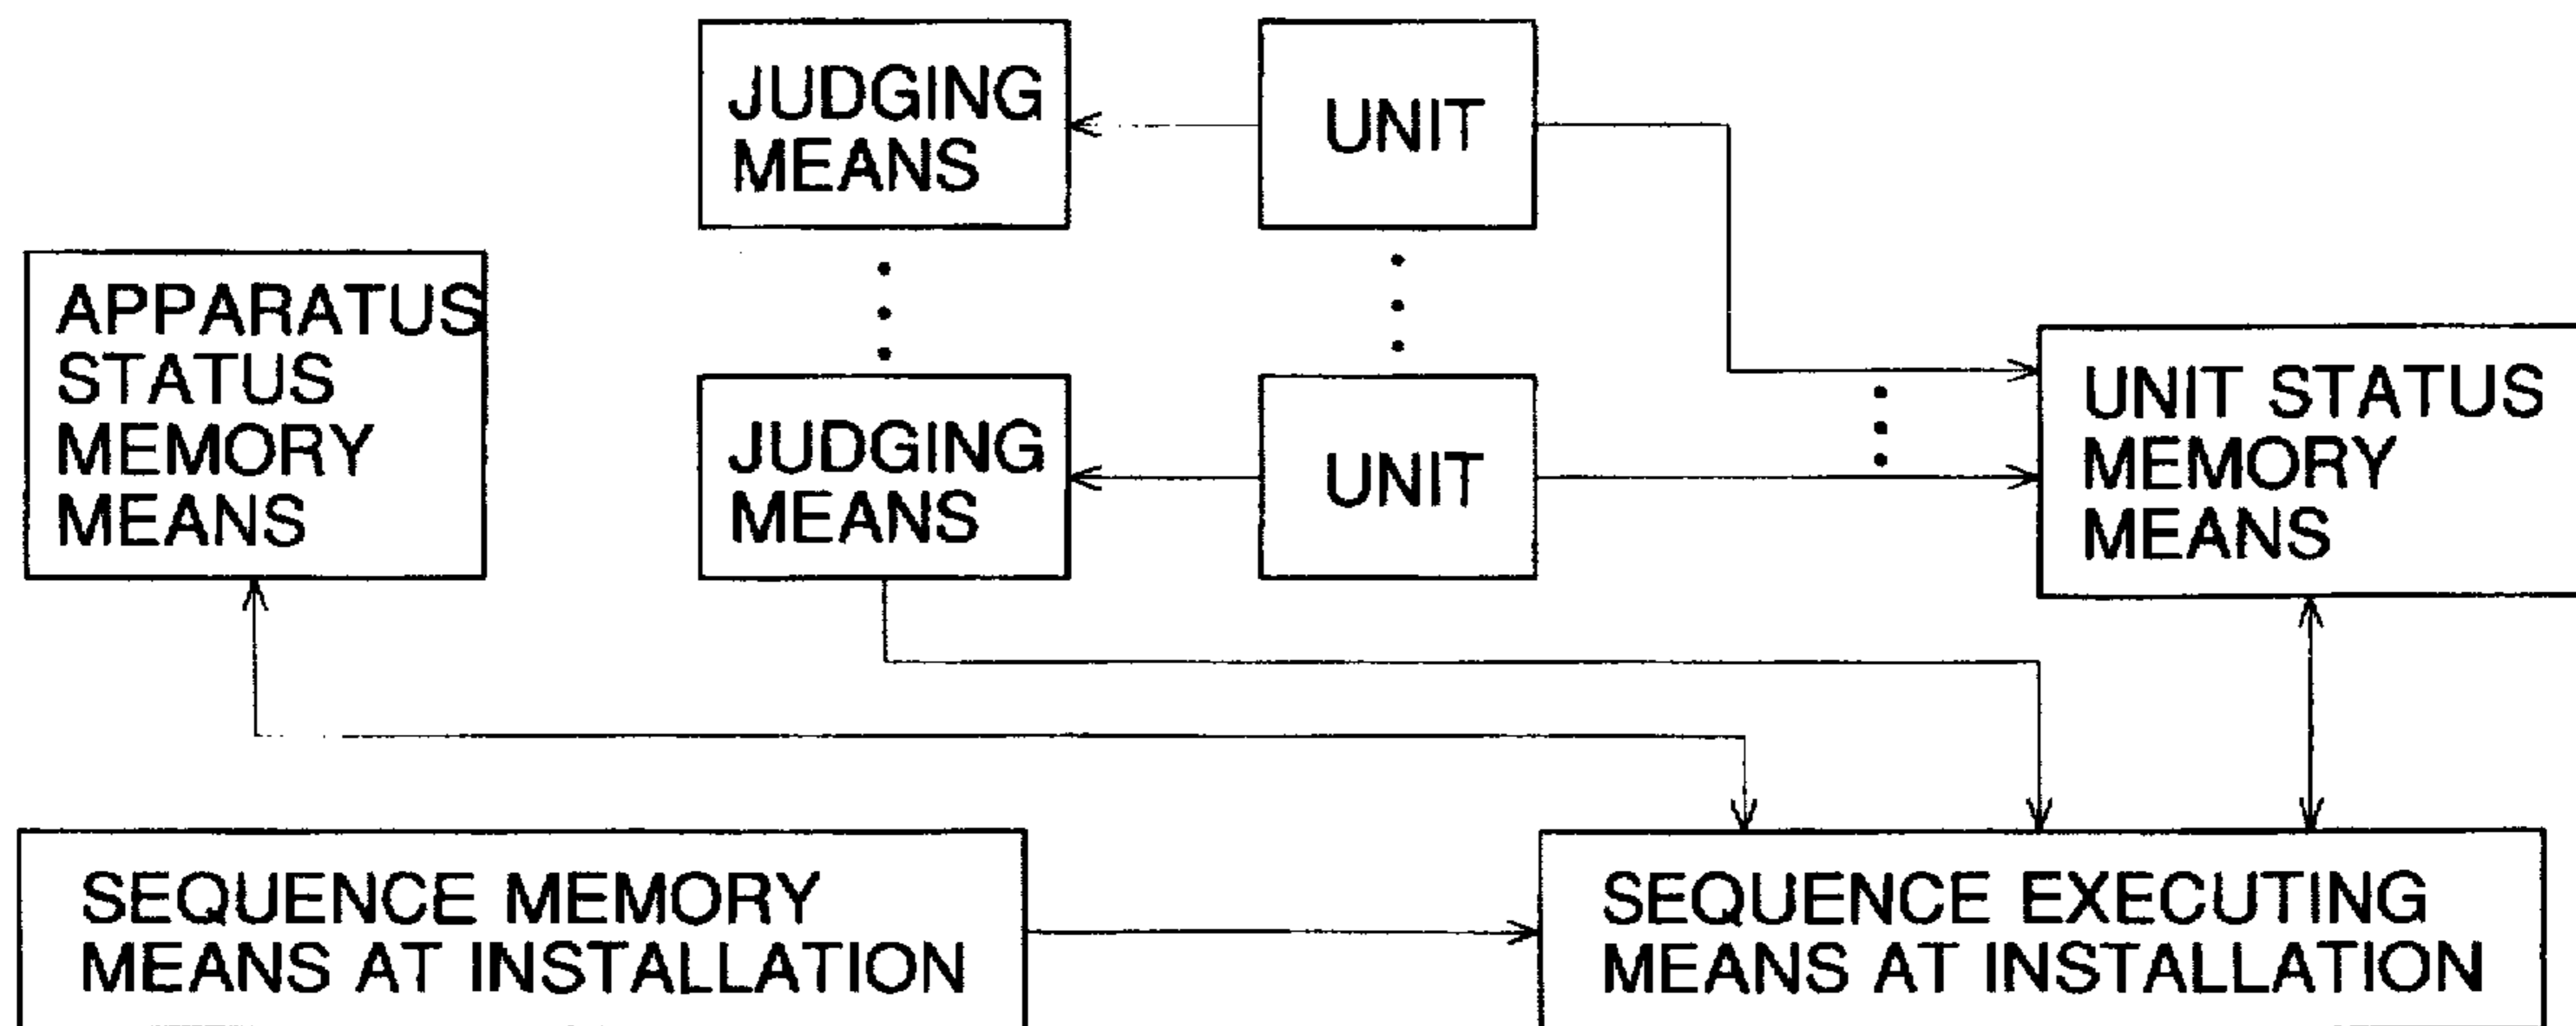 JUDGING
MEANS
UNIT
APPARATUS
STATUS
MEMORY
MEANS
JUDGING
MEANS
UNIT
UNIT STATUS
MEMORY
MEANS
SEQUENCE MEMORY
MEANS AT INSTALLATION
SEQUENCE EXECUTING
MEANS AT INSTALLATION